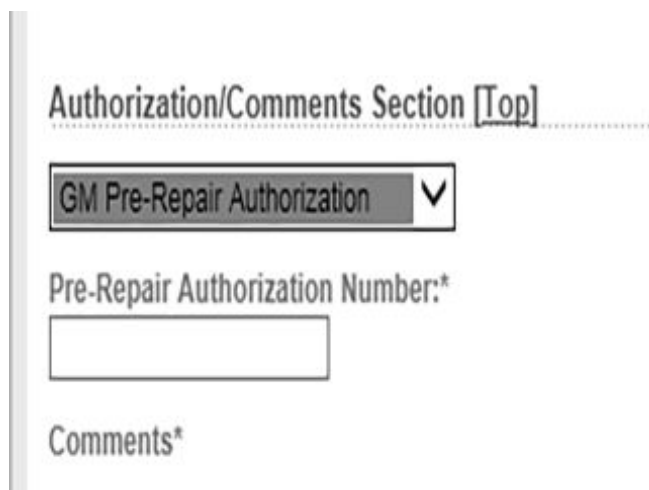 Authorization/Comments Section [Top]
GM Pre-Repair Authorization
Pre-Repair Authorization Number:*
Comments*